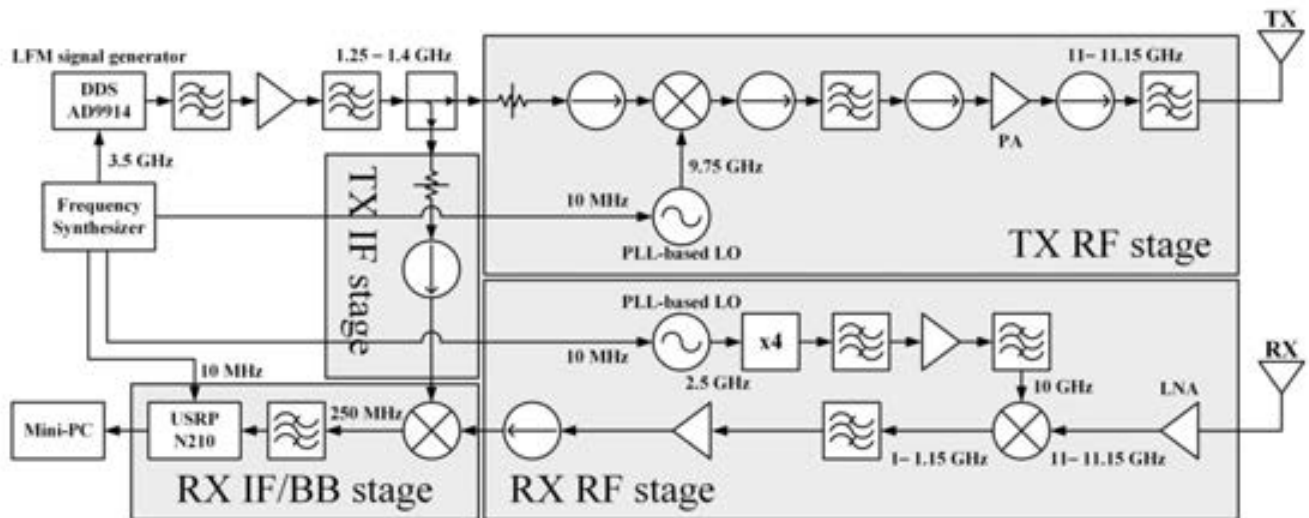 TX
LFM signal generator
1.25 – 1.4 GHz
11– 11.15 GHz
DDS
AD9914
PA
3.5 GHz
9.75 GHz
TX IF stage
Frequency
Synthesizer
10 MHz
PLL-based LO
TX RF stage
PLL-based LO
x4
RX
10 MHz
2.5 GHz
10 MHz
10 GHz
LNA
Mini-PC
USRP
N210
250 MHz
1– 1.15 GHz
11– 11.15 GHz
RX IF/BB stage
RX RF stage